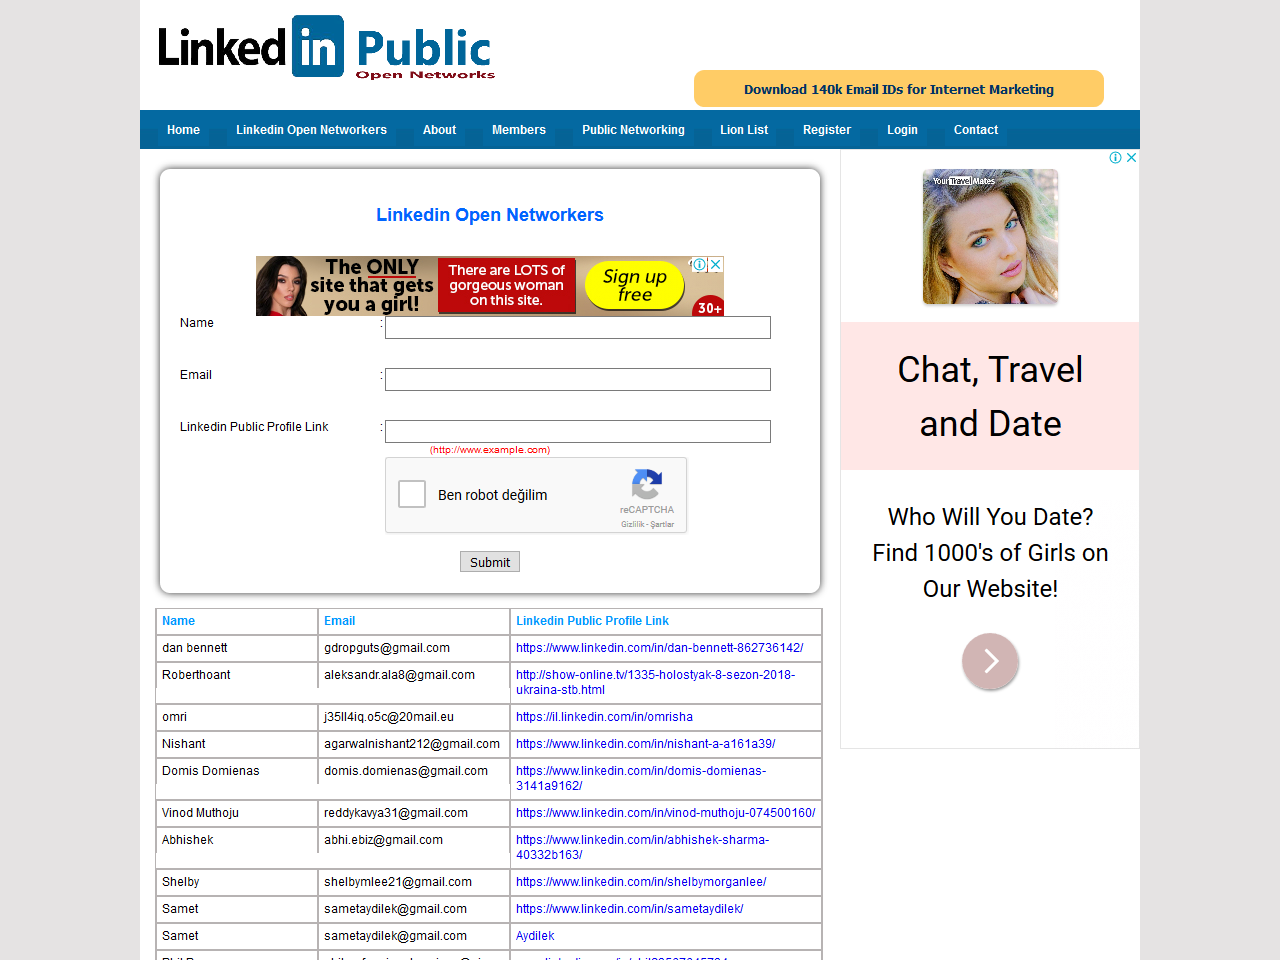 Linked in Public
Open Networks
Download 140k Email IDs for Internet Marketing
Home Linkedin Open Networkers About Members Public Networking Lion List Register Login Contact
Linkedin Open Networkers
The ONLY
site that gets
you a girl!
There are LOTS of
gorgeous woman
on this site.
Sign up
free
30+
Name :
Email :
Linkedin Public Profile Link :
(http://www.example.com)
Ben robot değilim
reCAPTCHA
Gizlilik - Şartlar
Submit
YourTravelMates
Chat, Travel
and Date
Who Will You Date?
Find 1000's of Girls on
Our Website!
Name Email Linkedin Public Profile Link
dan bennett gdropguts@gmail.com https://www.linkedin.com/in/dan-bennett-862736142/
Roberthoant aleksandr.ala8@gmail.com http://show-online.tv/1335-holostyak-8-sezon-2018-
ukraina-stb.html
omri j35ll4iq.o5c@20mail.eu https://il.linkedin.com/in/omrisha
Nishant agarwalnishant212@gmail.com https://www.linkedin.com/in/nishant-a-a161a39/
Domis Domienas domis.domienas@gmail.com https://www.linkedin.com/in/domis-domienas-
3141a9162/
Vinod Muthoju reddykavya31@gmail.com https://www.linkedin.com/in/vinod-muthoju-074500160/
Abhishek abhi.ebiz@gmail.com https://www.linkedin.com/in/abhishek-sharma-
40332b163/
Shelby shelbymlee21@gmail.com https://www.linkedin.com/in/shelbymorganlee/
Samet sametaydilek@gmail.com https://www.linkedin.com/in/sametaydilek/
Samet sametaydilek@gmail.com Aydilek